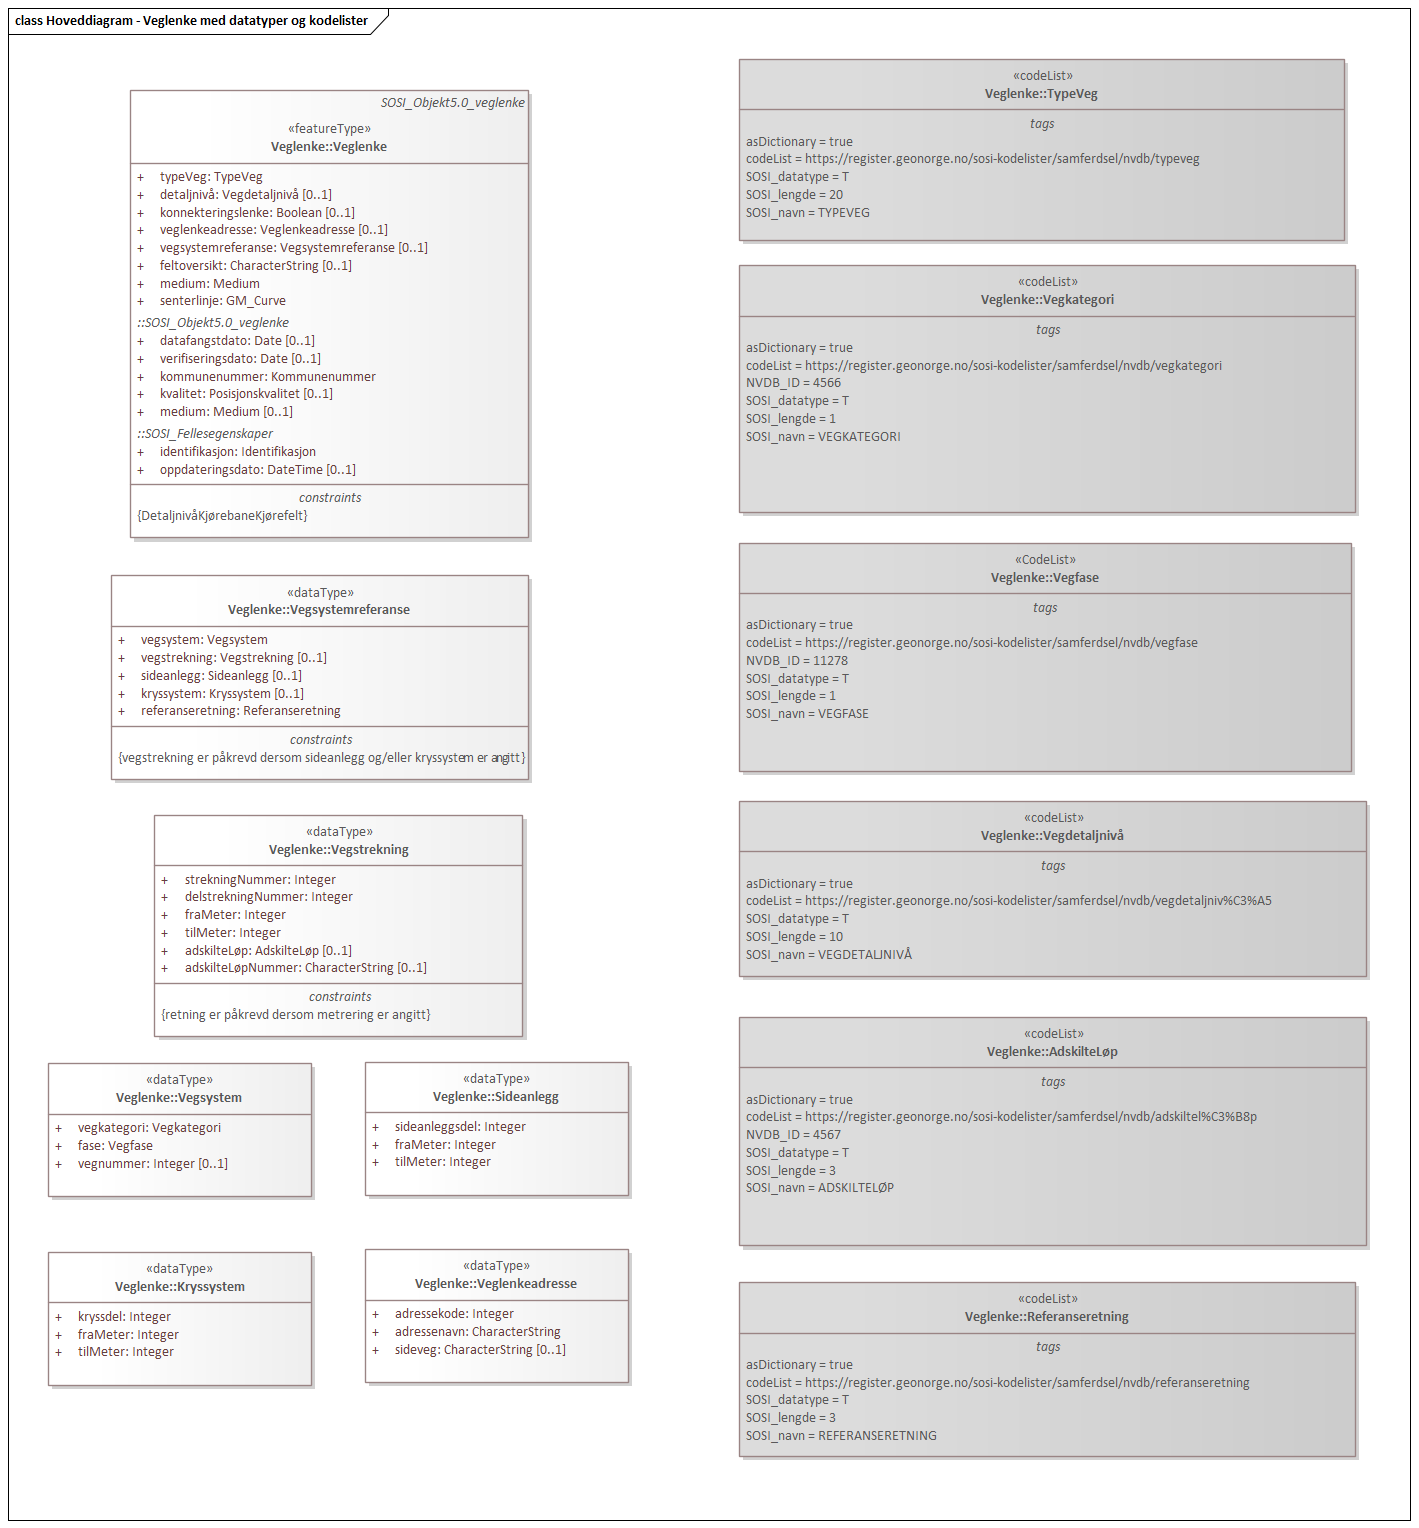 class Hoveddiagram - Veglenke med datatyper og kodelister
SOSI_Objekt5.0_veglenke
«featureType»
Veglenke::Veglenke
+ typeVeg: TypeVeg
+ detaljnivå: Vegdetaljnivå [0..1]
+ konnekteringslenke: Boolean [0..1]
+ veglenkeadresse: Veglenkeadresse [0..1]
+ vegsystemreferanse: Vegsystemreferanse [0..1]
+ feltoversikt: CharacterString [0..1]
+ medium: Medium
+ senterlinje: GM_Curve
::SOSI_Objekt5.0_veglenke
+ datafangstdato: Date [0..1]
+ verifiseringsdato: Date [0..1]
+ kommunenummer: Kommunenummer
+ kvalitet: Posisjonskvalitet [0..1]
+ medium: Medium [0..1]
::SOSI_Fellesegenskaper
+ identifikasjon: Identifikasjon
+ oppdateringsdato: DateTime [0..1]
constraints
{DetaljnivåKjørebaneKjørefelt}
«dataType»
Veglenke::Vegsystemreferanse
+ vegsystem: Vegsystem
+ vegstrekning: Vegstrekning [0..1]
+ sideanlegg: Sideanlegg [0..1]
+ kryssystem: Kryssystem [0..1]
+ referanseretning: Referanseretning
constraints
{vegstrekning er påkrevd dersom sideanlegg og/eller kryssystem er angitt}
«dataType»
Veglenke::Vegstrekning
+ strekningNummer: Integer
+ delstrekningNummer: Integer
+ fraMeter: Integer
+ tilMeter: Integer
+ adskilteLøp: AdskilteLøp [0..1]
+ adskilteLøpNummer: CharacterString [0..1]
constraints
{retning er påkrevd dersom metrering er angitt}
«dataType»
Veglenke::Vegsystem
+ vegkategori: Vegkategori
+ fase: Vegfase
+ vegnummer: Integer [0..1]
«dataType»
Veglenke::Sideanlegg
+ sideanleggsdel: Integer
+ fraMeter: Integer
+ tilMeter: Integer
«dataType»
Veglenke::Kryssystem
+ kryssdel: Integer
+ fraMeter: Integer
+ tilMeter: Integer
«dataType»
Veglenke::Veglenkeadresse
+ adressekode: Integer
+ adressenavn: CharacterString
+ sideveg: CharacterString [0..1]
«codeList»
Veglenke::TypeVeg
tags
asDictionary = true
codeList = https://register.geonorge.no/sosi-kodelister/samferdsel/nvdb/typeveg
SOSI_datatype = T
SOSI_lengde = 20
SOSI_navn = TYPEVEG
«codeList»
Veglenke::Vegkategori
tags
asDictionary = true
codeList = https://register.geonorge.no/sosi-kodelister/samferdsel/nvdb/vegkategori
NVDB_ID = 4566
SOSI_datatype = T
SOSI_lengde = 1
SOSI_navn = VEGKATEGORI
«CodeList»
Veglenke::Vegfase
tags
asDictionary = true
codeList = https://register.geonorge.no/sosi-kodelister/samferdsel/nvdb/vegfase
NVDB_ID = 11278
SOSI_datatype = T
SOSI_lengde = 1
SOSI_navn = VEGFASE
«codeList»
Veglenke::Vegdetaljnivå
tags
asDictionary = true
codeList = https://register.geonorge.no/sosi-kodelister/samferdsel/nvdb/vegdetaljniv%C3%A5
SOSI_datatype = T
SOSI_lengde = 10
SOSI_navn = VEGDETALJNIVÅ
«codeList»
Veglenke::AdskilteLøp
tags
asDictionary = true
codeList = https://register.geonorge.no/sosi-kodelister/samferdsel/nvdb/adskiltel%C3%B8p
NVDB_ID = 4567
SOSI_datatype = T
SOSI_lengde = 3
SOSI_navn = ADSKILTELØP
«codeList»
Veglenke::Referanseretning
tags
asDictionary = true
codeList = https://register.geonorge.no/sosi-kodelister/samferdsel/nvdb/referanseretning
SOSI_datatype = T
SOSI_lengde = 3
SOSI_navn = REFERANSERETNING